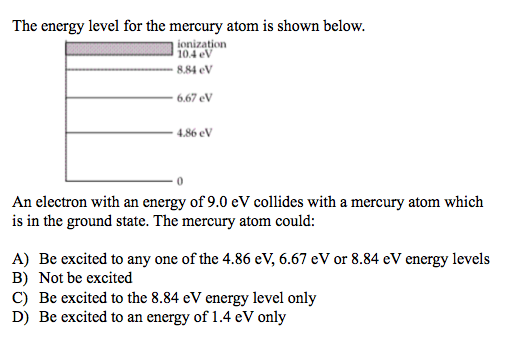 The energy level for the mercury atom is shown below.
ionization
10.4 eV
8.84 eV
6.67 eV
4.86 eV
0
An electron with an energy of 9.0 eV collides with a mercury atom which
is in the ground state. The mercury atom could:
A) Be excited to any one of the 4.86 eV, 6.67 eV or 8.84 eV energy levels
B) Not be excited
C) Be excited to the 8.84 eV energy level only
D) Be excited to an energy of 1.4 eV only